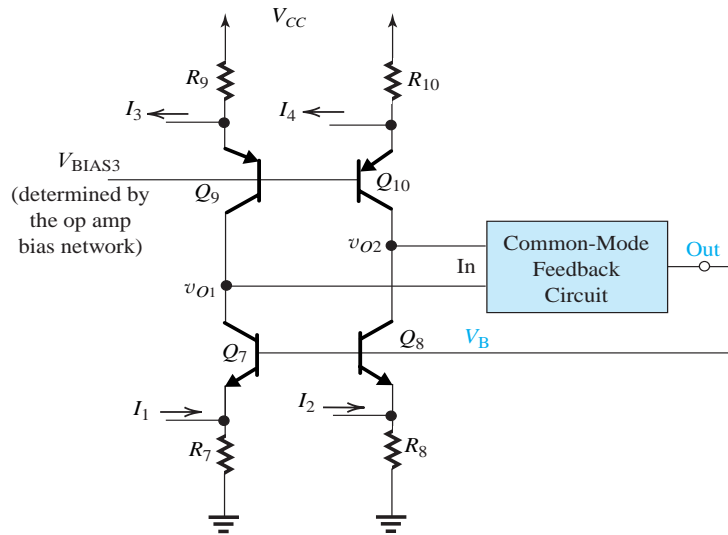 V_CC
R_9
R_10
I_3
I_4
V_BIAS3
(determined by
the op amp
bias network)
Q_9
Q_10
v_O2
v_O1
In
Common-Mode
Feedback
Circuit
Out
Q_7
Q_8
V_B
I_1
I_2
R_7
R_8